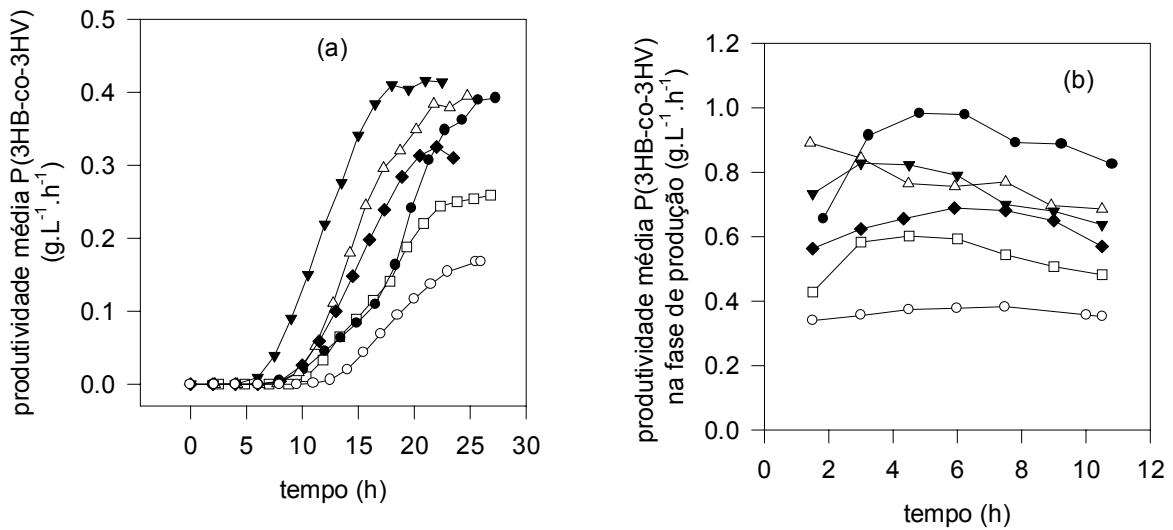 (a)
produtividade média P(3HB-co-3HV)
(g.L⁻¹.h⁻¹)
0.5
0.4
0.3
0.2
0.1
0.0
0 5 10 15 20 25 30
tempo (h)
(b)
produtividade média P(3HB-co-3HV)
na fase de produção (g.L⁻¹.h⁻¹)
1.2
1.0
0.8
0.6
0.4
0.2
0.0
0 2 4 6 8 10 12
tempo (h)